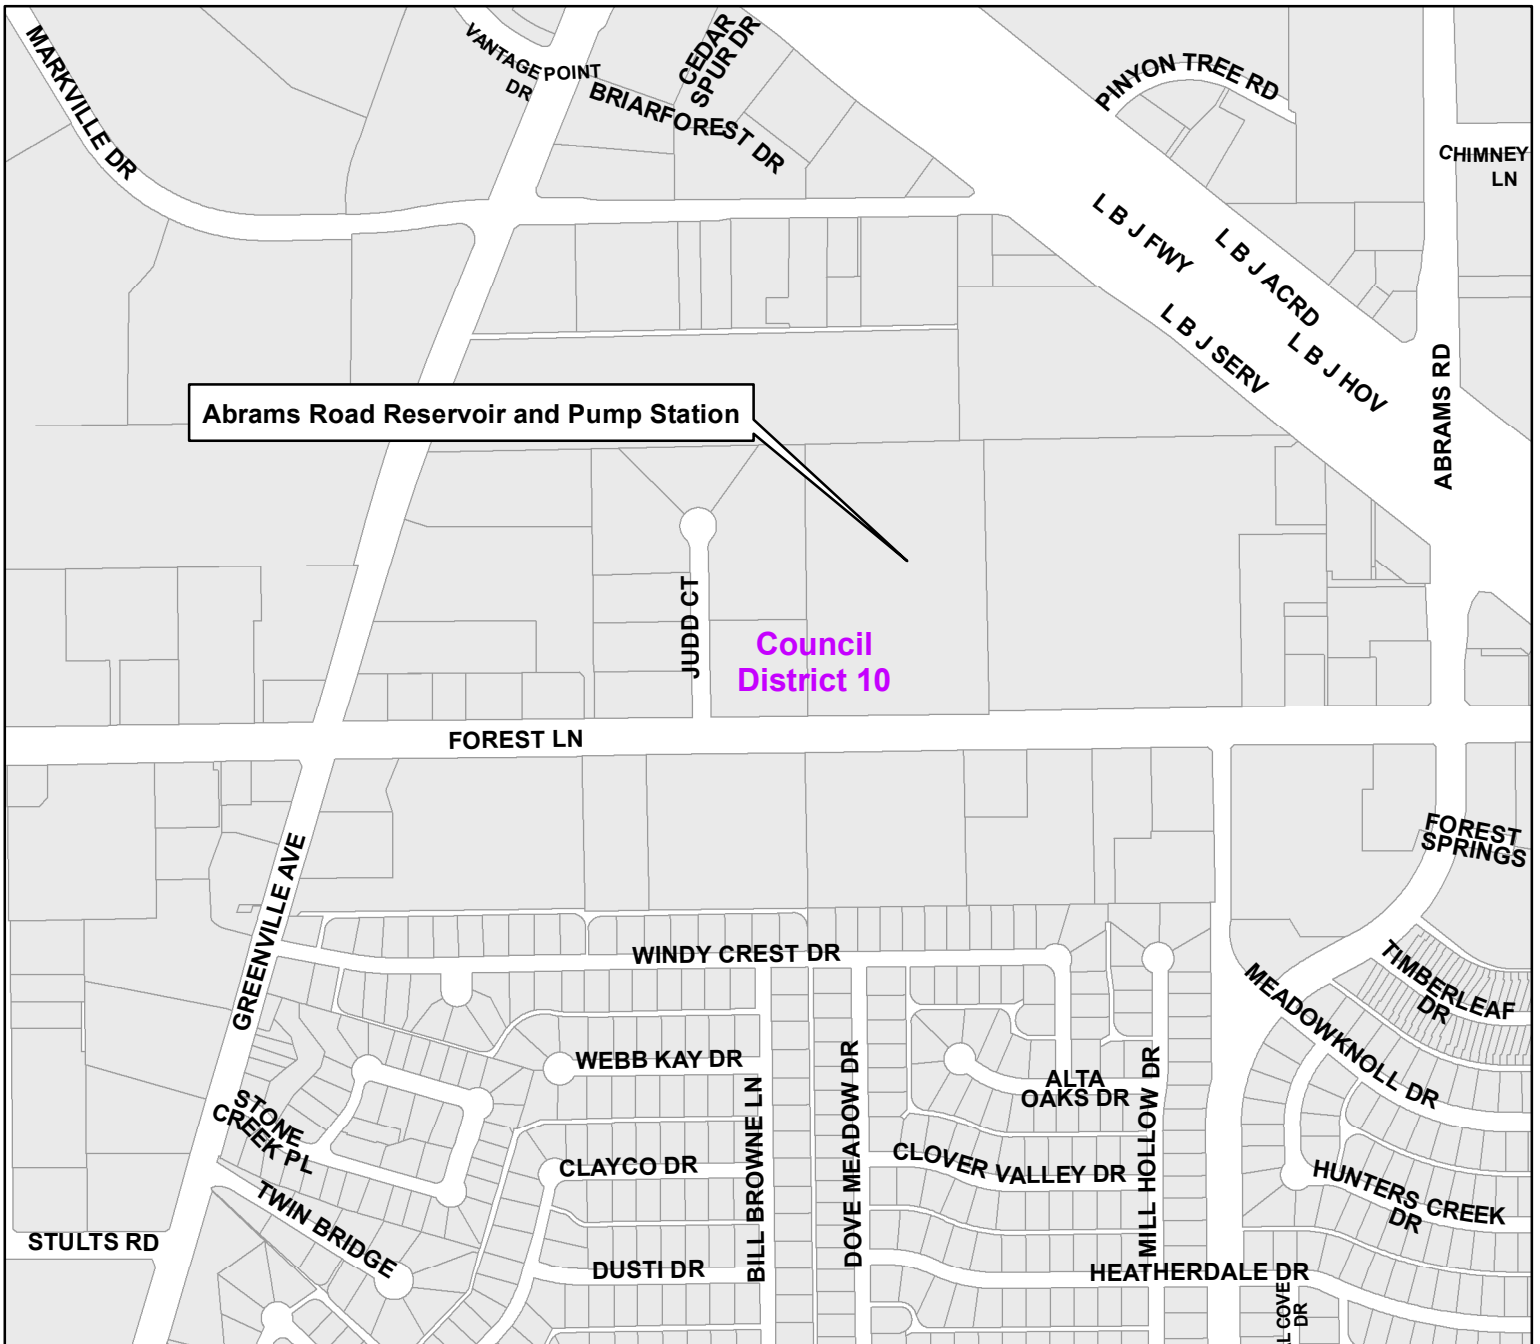 MARKVILLE DR
VANTAGE POINT
DR
CEDAR
SPUR DR
BRIARFOREST DR
PINYON TREE RD
CHIMNEY
LN
L B J FWY
L B J ACRD
L B J SERV
L B J HOV
ABRAMS RD
Abrams Road Reservoir and Pump Station
JUDD CT
Council
District 10
FOREST LN
GREENVILLE AVE
FOREST
SPRINGS
WINDY CREST DR
TIMBERLEAF
DR
MEADOWKNOLL DR
WEBB KAY DR
ALTA
OAKS DR
STONE
CREEK PL
BILL BROWNE LN
DOVE MEADOW DR
MILL HOLLOW DR
CLAYCO DR
CLOVER VALLEY DR
HUNTERS CREEK
DR
TWIN BRIDGE
STULTS RD
DUSTI DR
HEATHERDALE DR
LCOVE
DR